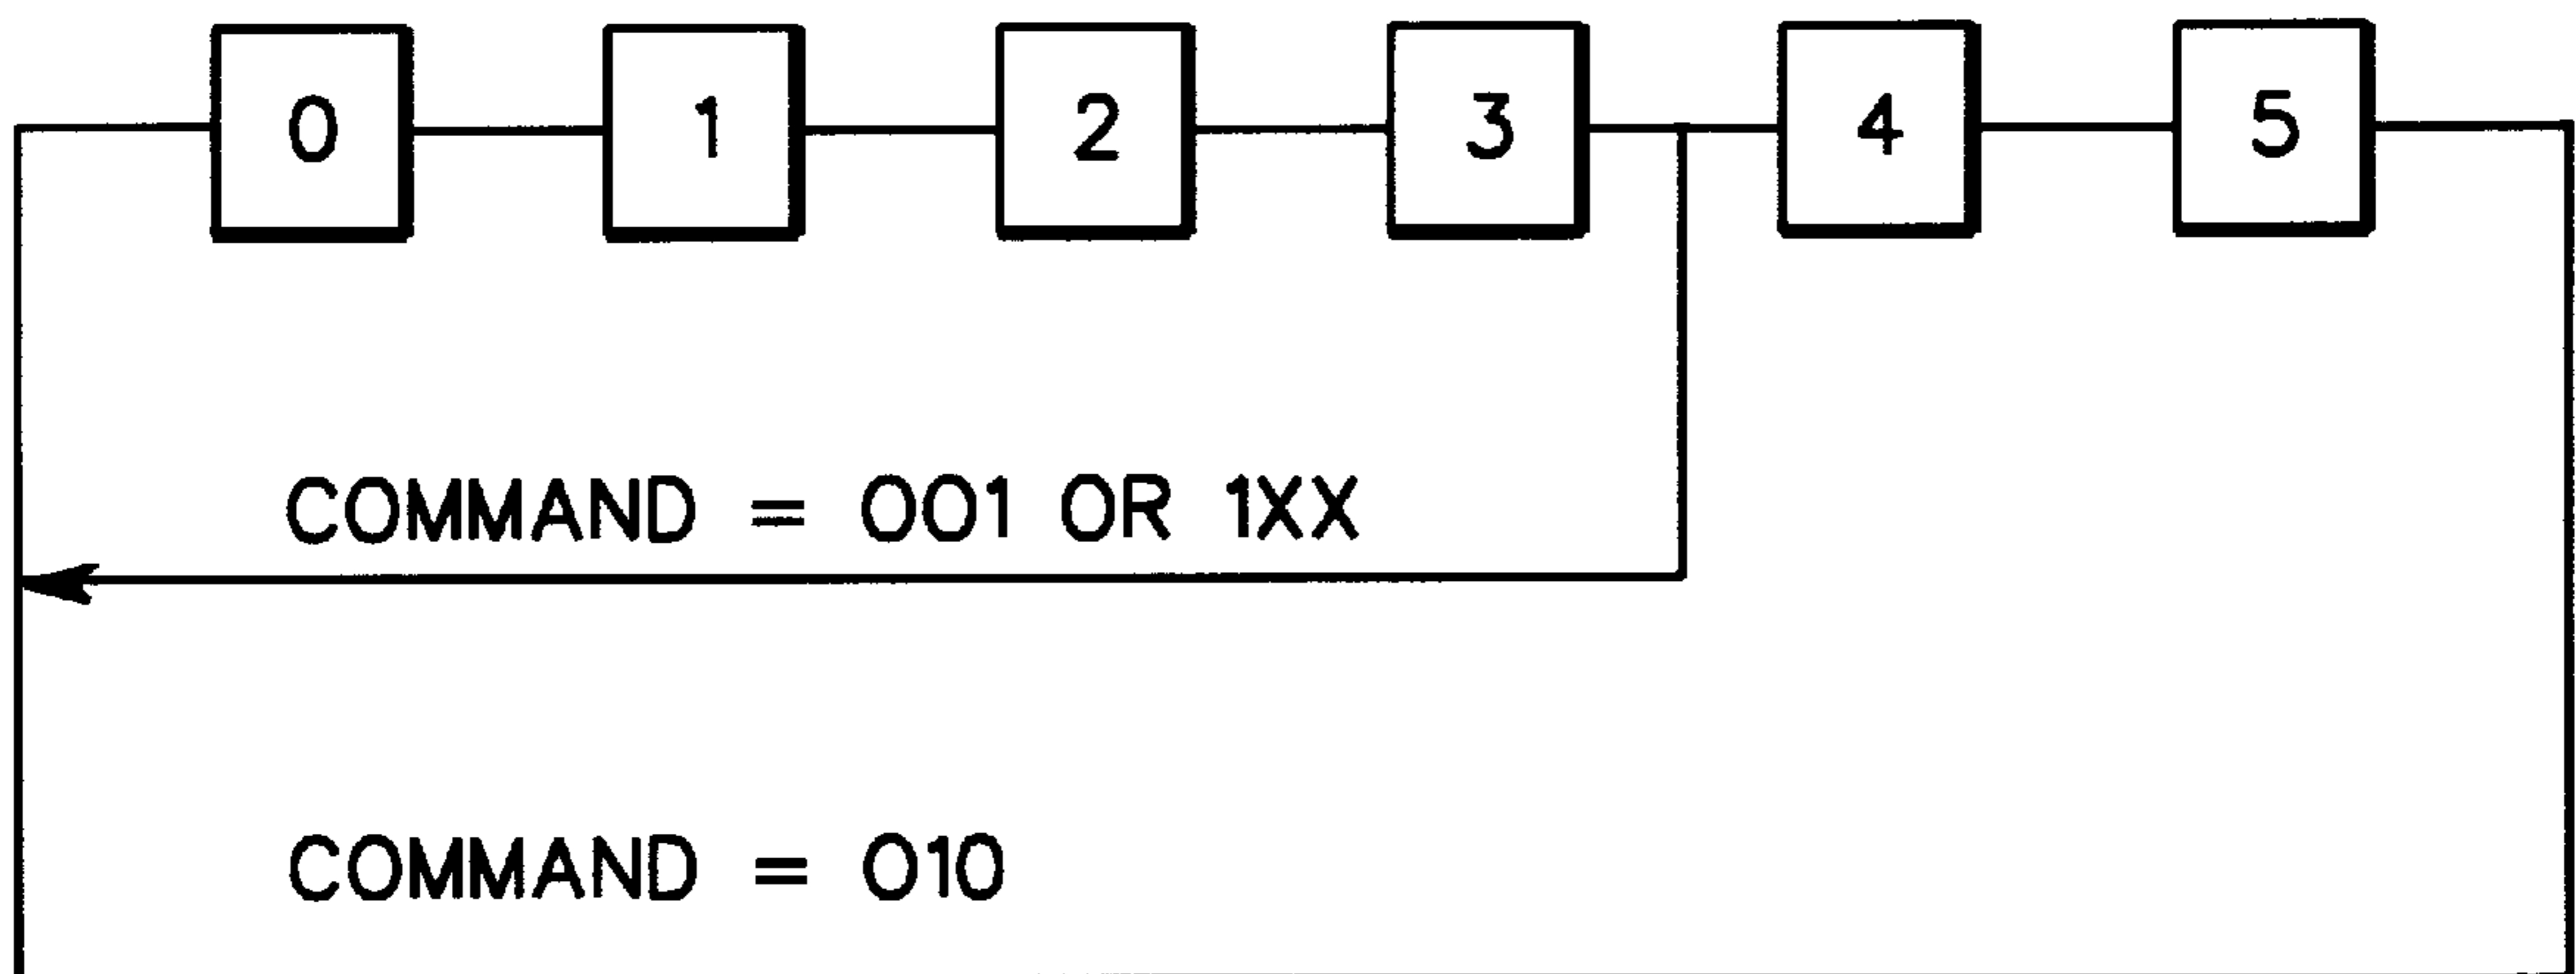 0 1 2 3 4 5
COMMAND = 001 OR 1XX
COMMAND = 010